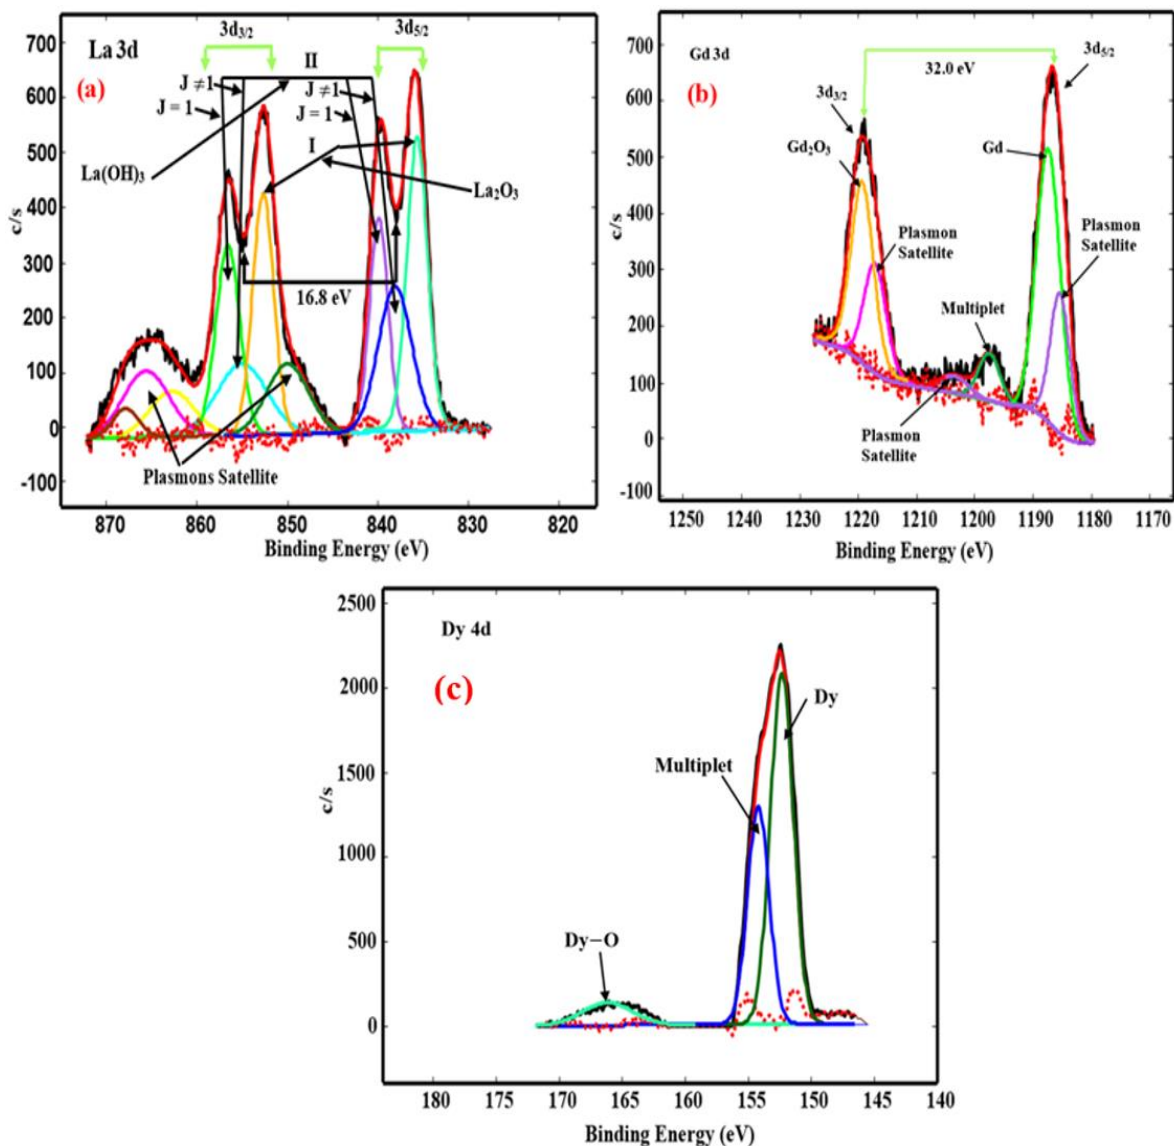 La 3d
(a)
3d3/2
3d5/2
II
J ≠1
J = 1
J ≠1
J = 1
I
La(OH)3
La2O3
16.8 eV
Plasmons Satellite
c/s
700
600
500
400
300
200
100
0
-100
870 860 850 840 830 820
Binding Energy (eV)
Gd 3d
(b)
32.0 eV
3d5/2
3d3/2
Gd2O3
Gd
Plasmon
Satellite
Plasmon
Satellite
Multiplet
Plasmon
Satellite
c/s
700
600
500
400
300
200
100
0
-100
1250 1240 1230 1220 1210 1200 1190 1180 1170
Binding Energy (eV)
Dy 4d
(c)
Dy
Multiplet
Dy–O
c/s
2500
2000
1500
1000
500
0
180 175 170 165 160 155 150 145 140
Binding Energy (eV)